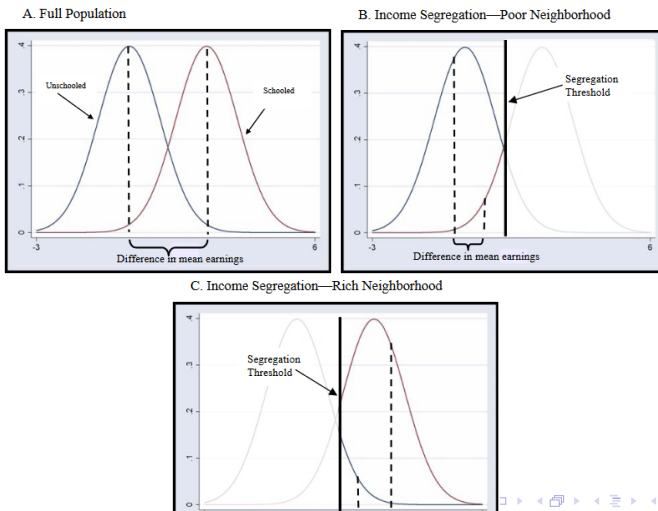 A. Full Population
B. Income Segregation—Poor Neighborhood
.4
.3
.2
.1
0
-3
6
Unschooled
Schooled
Difference in mean earnings
.4
.3
.2
.1
0
-3
6
Segregation
Threshold
Difference in mean earnings
C. Income Segregation—Rich Neighborhood
.4
.3
.2
.1
0
Segregation
Threshold